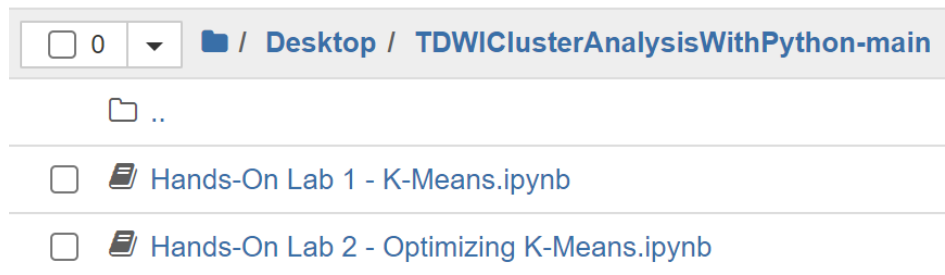 0 / Desktop / TDWIClusterAnalysisWithPython-main
..
Hands-On Lab 1 - K-Means.ipynb
Hands-On Lab 2 - Optimizing K-Means.ipynb